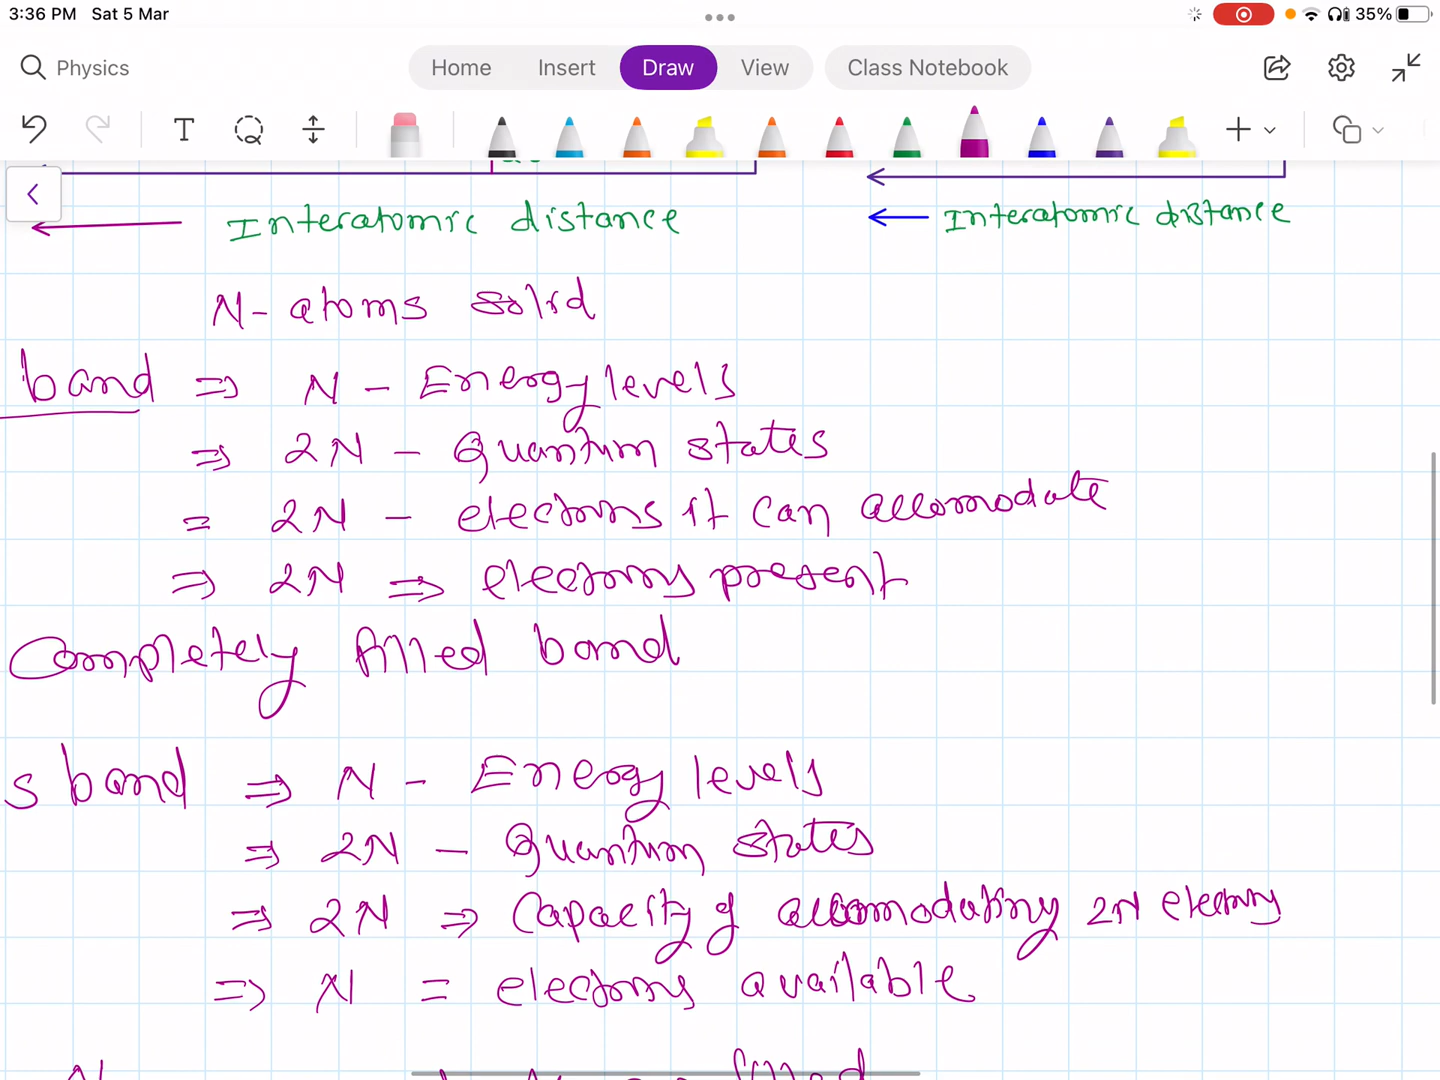 3:36 PM Sat 5 Mar
35%
Physics
Home Insert Draw View Class Notebook
T
Interatomic distance
Interatomic distance
N- atoms solid
band ⇒ N - Energy levels
⇒ 2N - Quantum states
= 2N - electrons it can accomodate
⇒ 2N ⇒ electrons present
Completely filled band
s band ⇒ N - Energy levels
⇒ 2N - Quantum states
⇒ 2N ⇒ Capacity of accomodating 2N electrons
⇒ N = electrons available
N filled